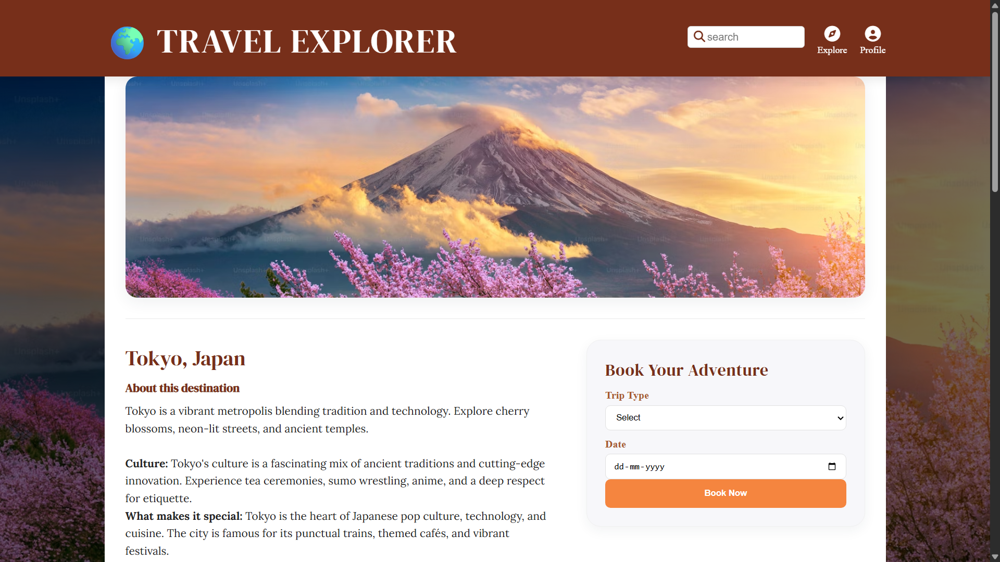 TRAVEL EXPLORER
search
Explore
Profile
Unsplash+
Tokyo, Japan
About this destination
Tokyo is a vibrant metropolis blending tradition and technology. Explore cherry
blossoms, neon-lit streets, and ancient temples.
Culture: Tokyo's culture is a fascinating mix of ancient traditions and cutting-edge
innovation. Experience tea ceremonies, sumo wrestling, anime, and a deep respect
for etiquette.
What makes it special: Tokyo is the heart of Japanese pop culture, technology, and
cuisine. The city is famous for its punctual trains, themed cafés, and vibrant
festivals.
Book Your Adventure
Trip Type
Select
Date
dd-mm-yyyy
Book Now